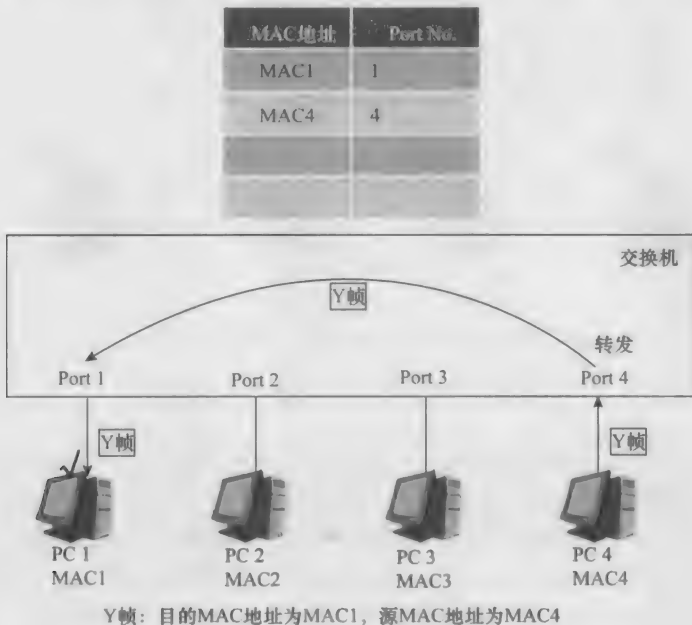 MAC地址 Port No.
MAC1 1
MAC4 4
交换机
Y帧
转发
Port 1 Port 2 Port 3 Port 4
Y帧 Y帧
PC 1 PC 2 PC 3 PC 4
MAC1 MAC2 MAC3 MAC4
Y帧：目的MAC地址为MAC1，源MAC地址为MAC4